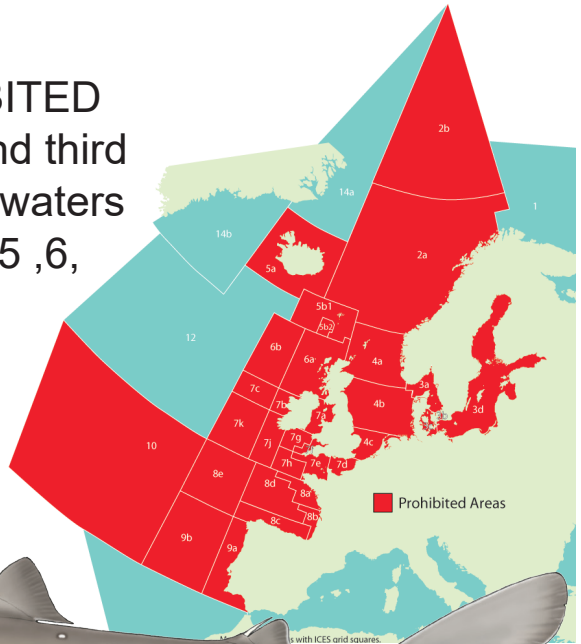 BITED
nd third
waters
5 ,6,
2b
14a
1
14b
2a
5a
5b1
5b2
12
6b
6a
4a
3a
7c
7b
7a
4b
3d
10
7k
7j
7g
4c
7h
7e
7d
8e
8d
8a
8b
8c
9b
9a
Prohibited Areas
s with ICES grid squares.